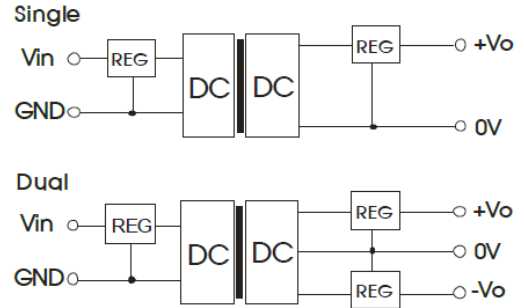 Single
Vin REG DC DC REG +Vo
GND 0V
Dual
Vin REG DC DC REG +Vo
0V
GND REG -Vo